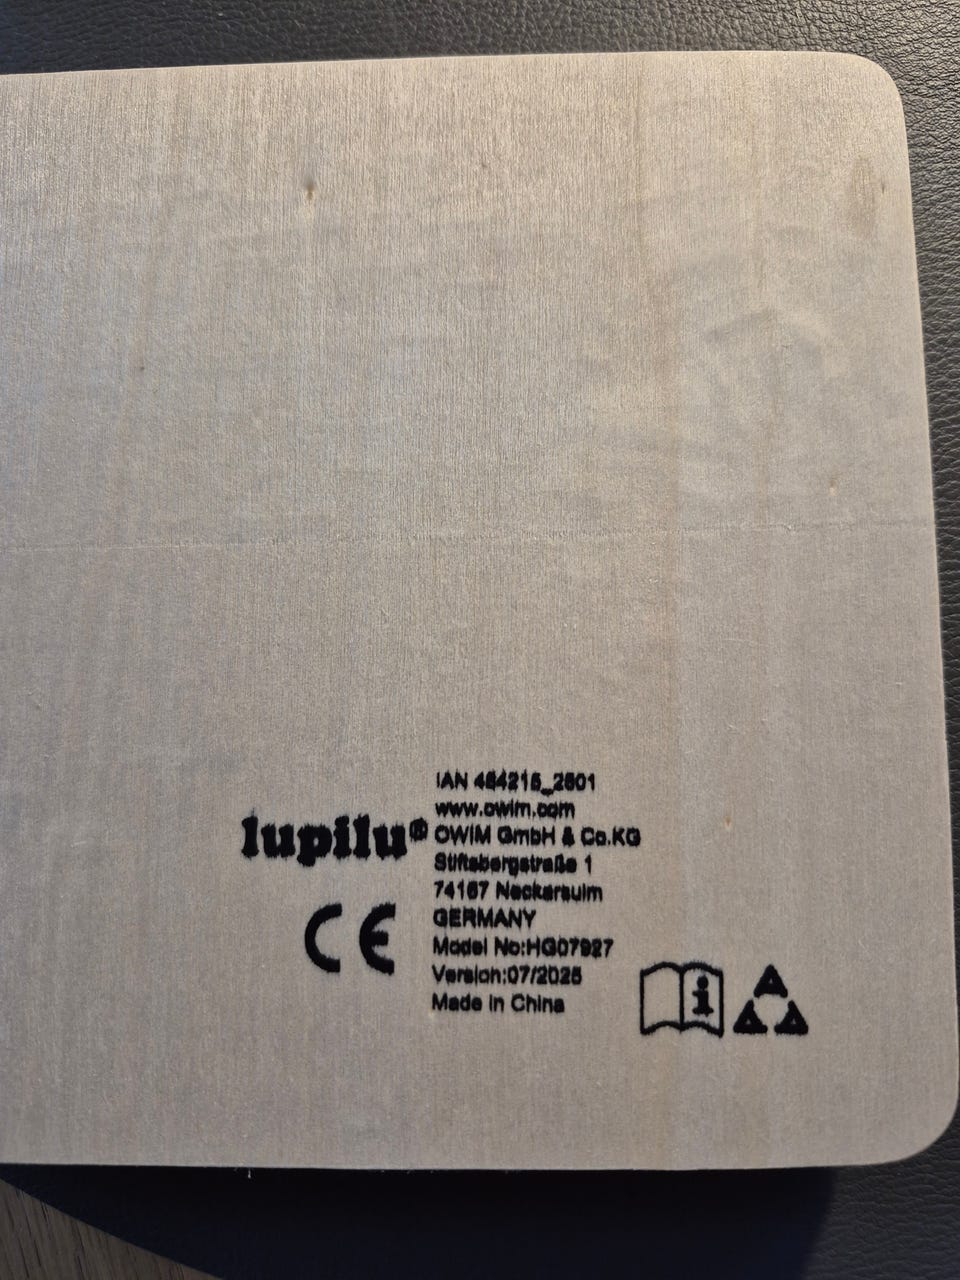 lupilu®
CE
IAN
www.owim.com
OWIM GmbH & Co.KG
Stiftsbergstraße 1
74167 Neckarsulm
GERMANY
Model No:HG07927
Version:07/2025
Made in China
i